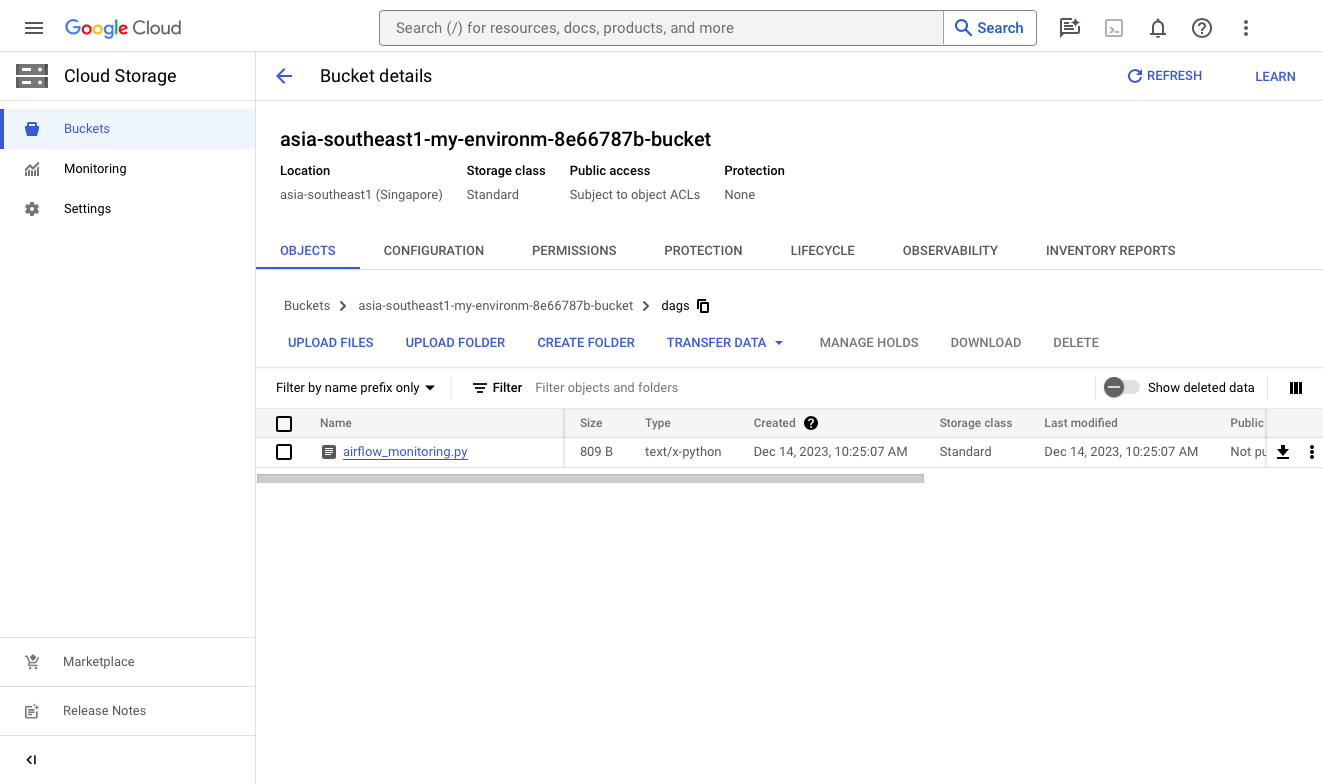 Google Cloud
Search (/) for resources, docs, products, and more
Search
Cloud Storage
Bucket details
REFRESH
LEARN
Buckets
Monitoring
Settings
asia-southeast1-my-environm-8e66787b-bucket
Location Storage class Public access Protection
asia-southeast1 (Singapore) Standard Subject to object ACLs None
OBJECTS CONFIGURATION PERMISSIONS PROTECTION LIFECYCLE OBSERVABILITY INVENTORY REPORTS
Buckets asia-southeast1-my-environm-8e66787b-bucket dags
UPLOAD FILES UPLOAD FOLDER CREATE FOLDER TRANSFER DATA MANAGE HOLDS DOWNLOAD DELETE
Filter by name prefix only Filter Filter objects and folders Show deleted data
Name Size Type Created Storage class Last modified Public
airflow_monitoring.py 809 B text/x-python Dec 14, 2023, 10:25:07 AM Standard Dec 14, 2023, 10:25:07 AM Not pu
Marketplace
Release Notes